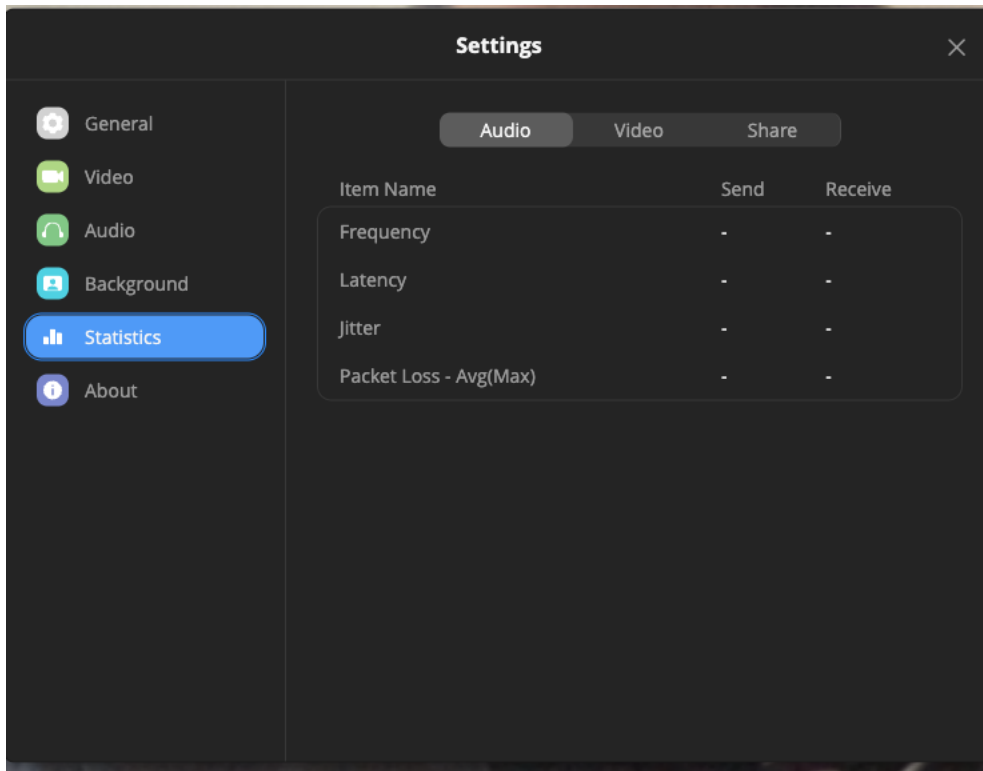 Settings
General
Video
Audio
Background
Statistics
About
Audio Video Share
Item Name Send Receive
Frequency - -
Latency - -
Jitter - -
Packet Loss - Avg(Max) - -